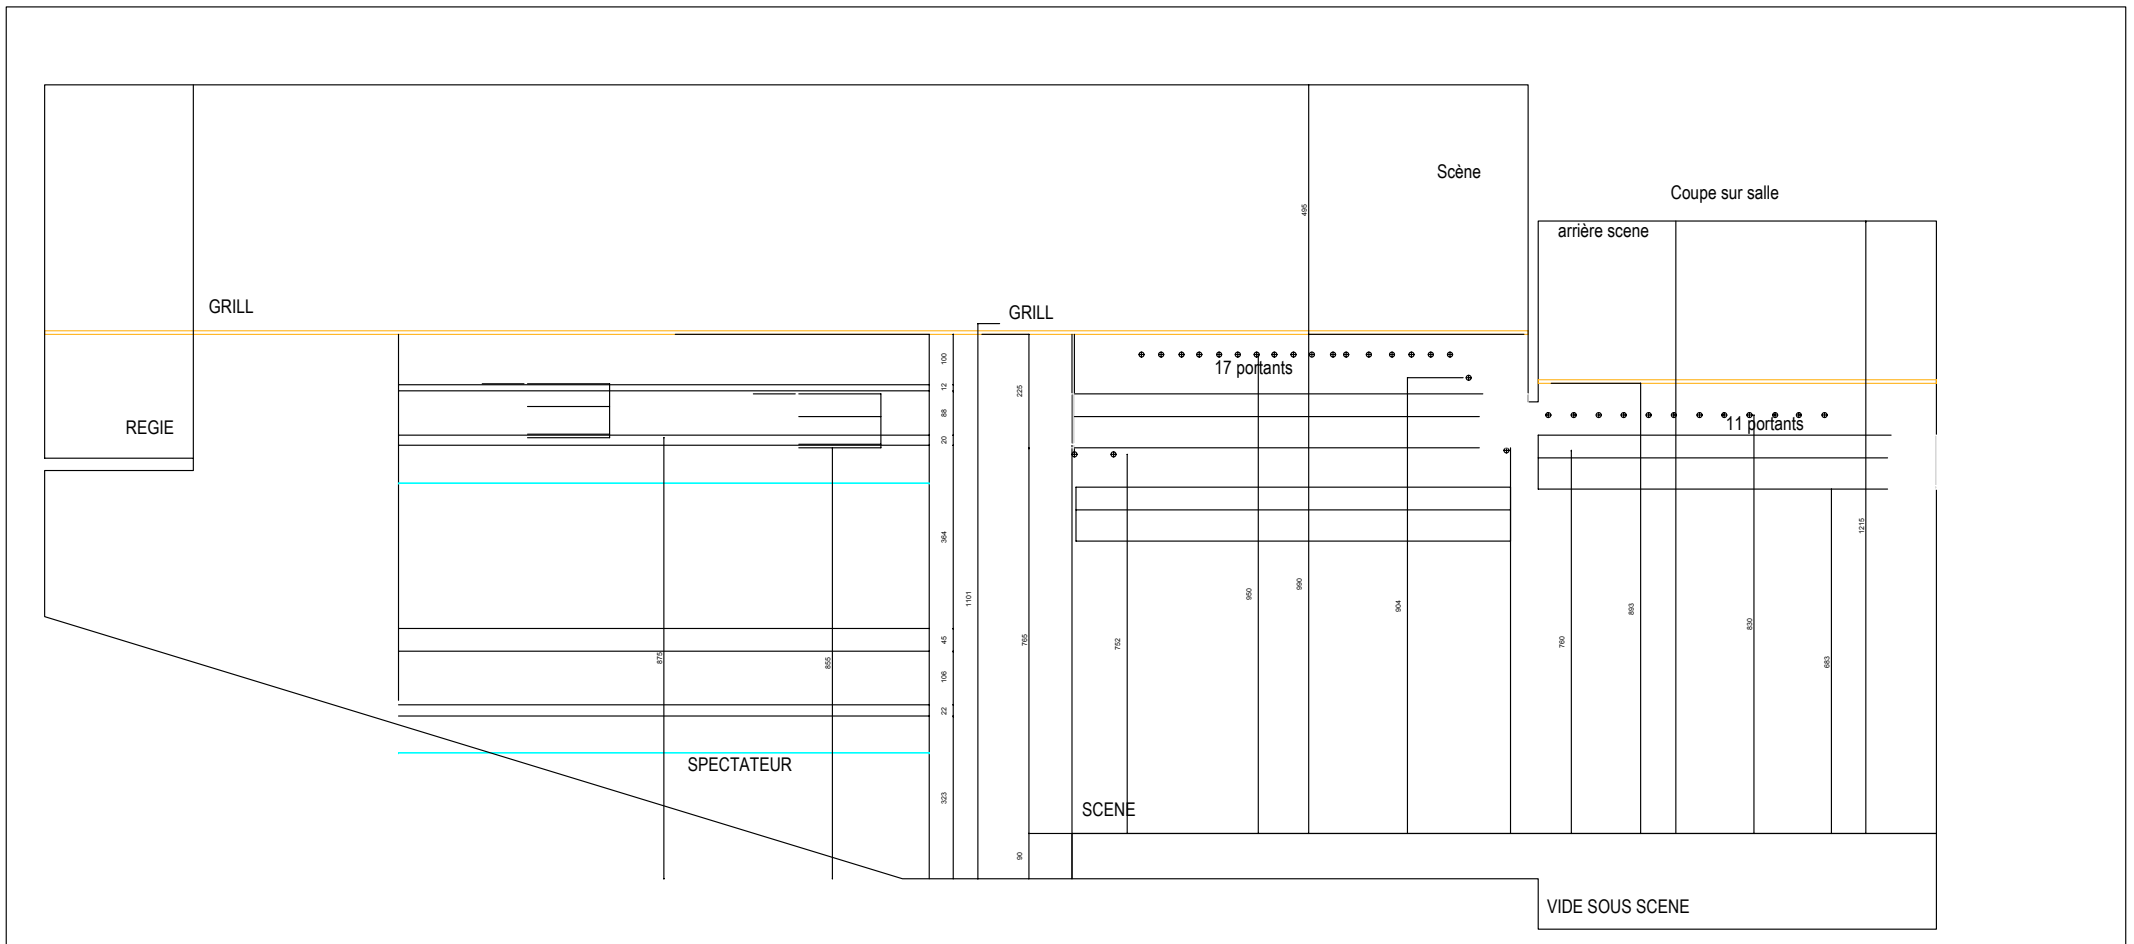 Scène
Coupe sur salle
arrière scene
495
GRILL
GRILL
17 portants
11 portants
REGIE
100
12
88
20
225
364
1101
45
106
22
323
875
855
765
752
950
990
904
760
893
830
683
1215
SPECTATEUR
SCENE
90
VIDE SOUS SCENE